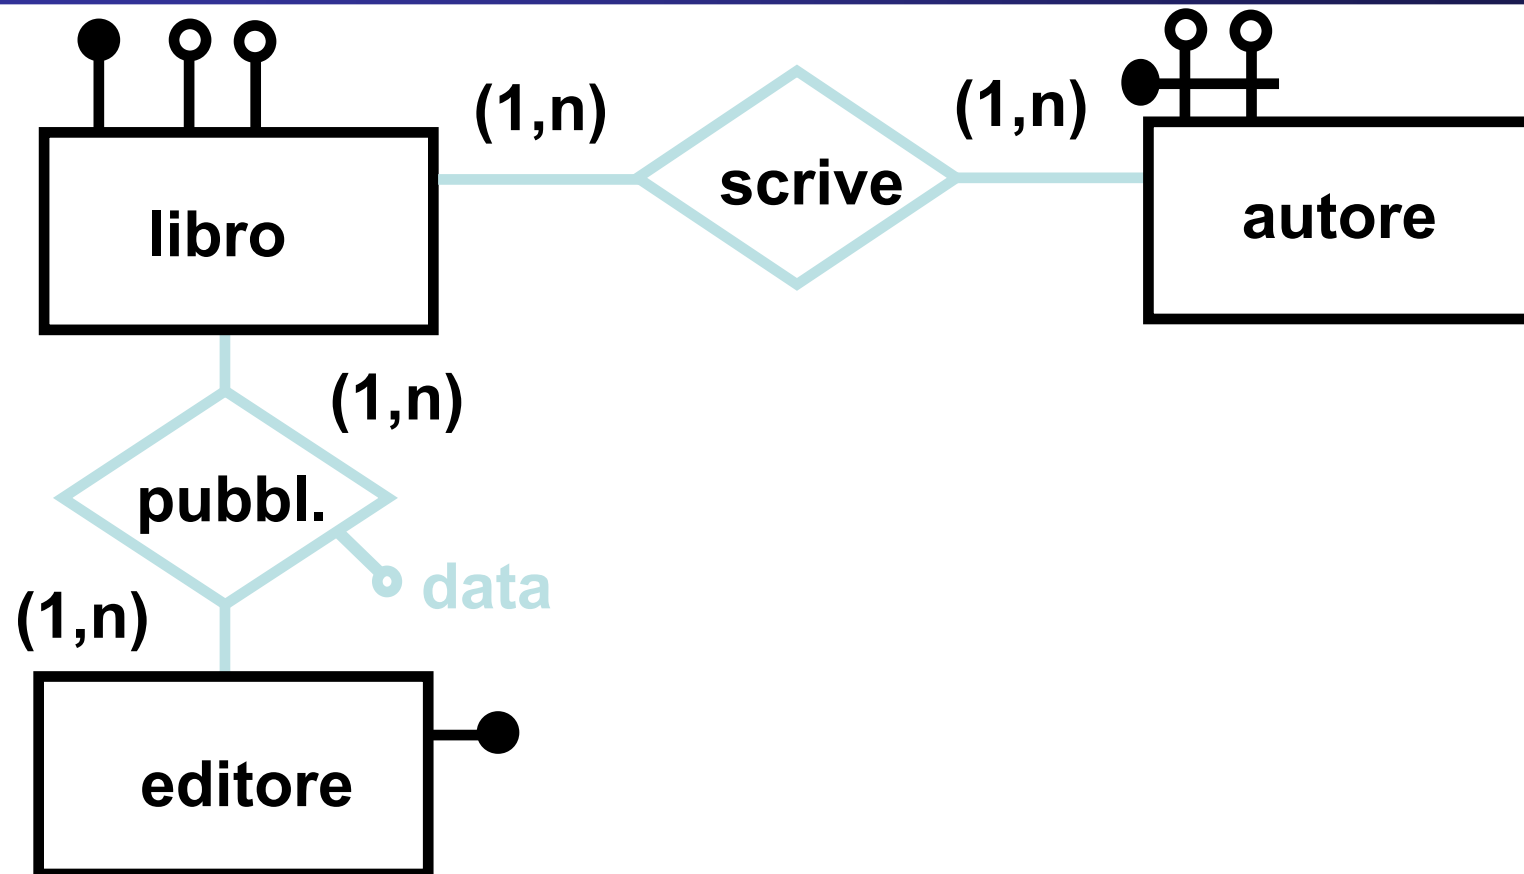 (1,n)
(1,n)
scrive
autore
libro
(1,n)
pubbl.
data
(1,n)
editore